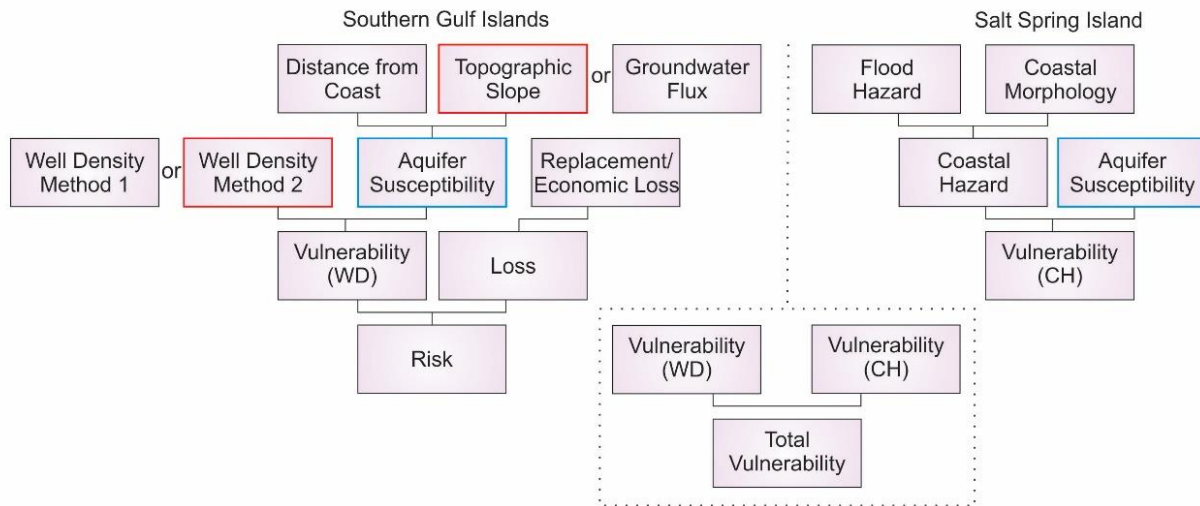 Southern Gulf Islands
Salt Spring Island
Distance from
Coast
Topographic
Slope
or
Groundwater
Flux
Flood
Hazard
Coastal
Morphology
Well Density
Method 1
or
Well Density
Method 2
Aquifer
Susceptibility
Replacement/
Economic Loss
Coastal
Hazard
Aquifer
Susceptibility
Vulnerability
(WD)
Loss
Vulnerability
(CH)
Risk
Vulnerability
(WD)
Vulnerability
(CH)
Total
Vulnerability